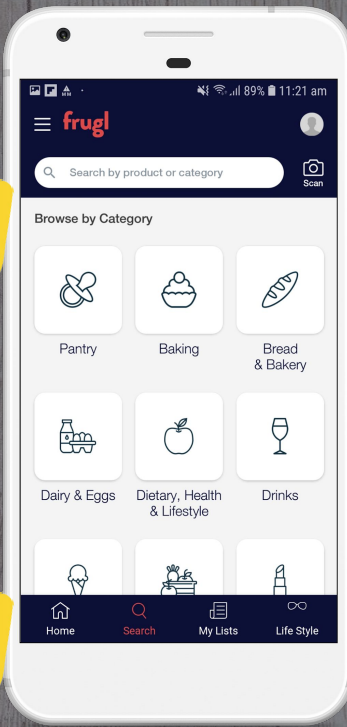 89% 11:21 am
frugl
Search by product or category
Scan
Browse by Category
Pantry
Baking
Bread
& Bakery
Dairy & Eggs
Dietary, Health
& Lifestyle
Drinks
Home
Search
My Lists
Life Style